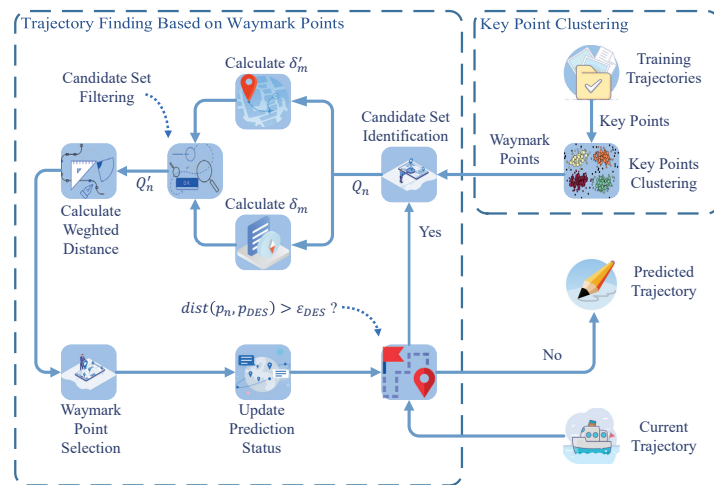 Trajectory Finding Based on Waymark Points
Key Point Clustering
Calculate δ′ₘ
Candidate Set
Filtering
Training
Trajectories
Candidate Set
Identification
Key Points
Waymark
Points
Key Points
Clustering
Q′ₙ
Qₙ
Calculate
Weghted
Distance
Calculate δₘ
Yes
dist(pₙ, p_DES) > ε_DES ?
Predicted
Trajectory
No
Waymark
Point
Selection
Update
Prediction
Status
Current
Trajectory